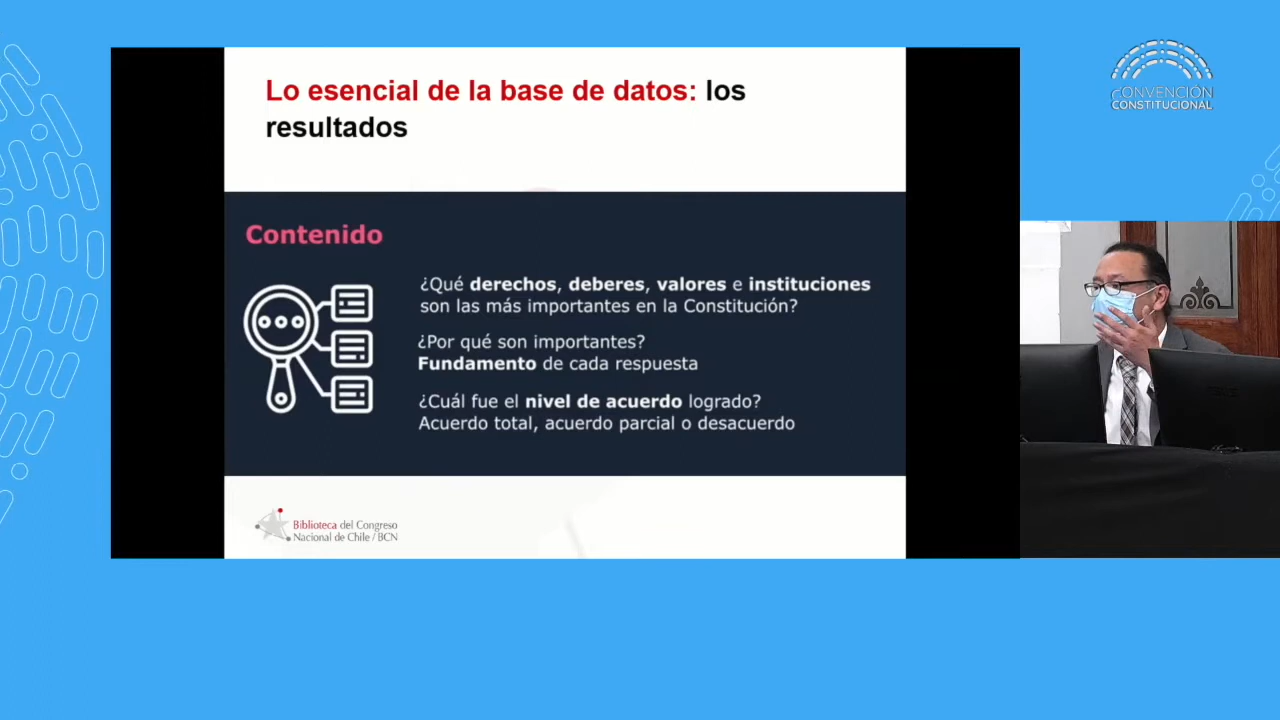 Lo esencial de la base de datos: los
resultados
CONVENCIÓN
CONSTITUCIONAL
Contenido
¿Qué derechos, deberes, valores e instituciones
son las más importantes en la Constitución?
¿Por qué son importantes?
Fundamento de cada respuesta
¿Cuál fue el nivel de acuerdo logrado?
Acuerdo total, acuerdo parcial o desacuerdo
Biblioteca del Congreso
Nacional de Chile / BCN